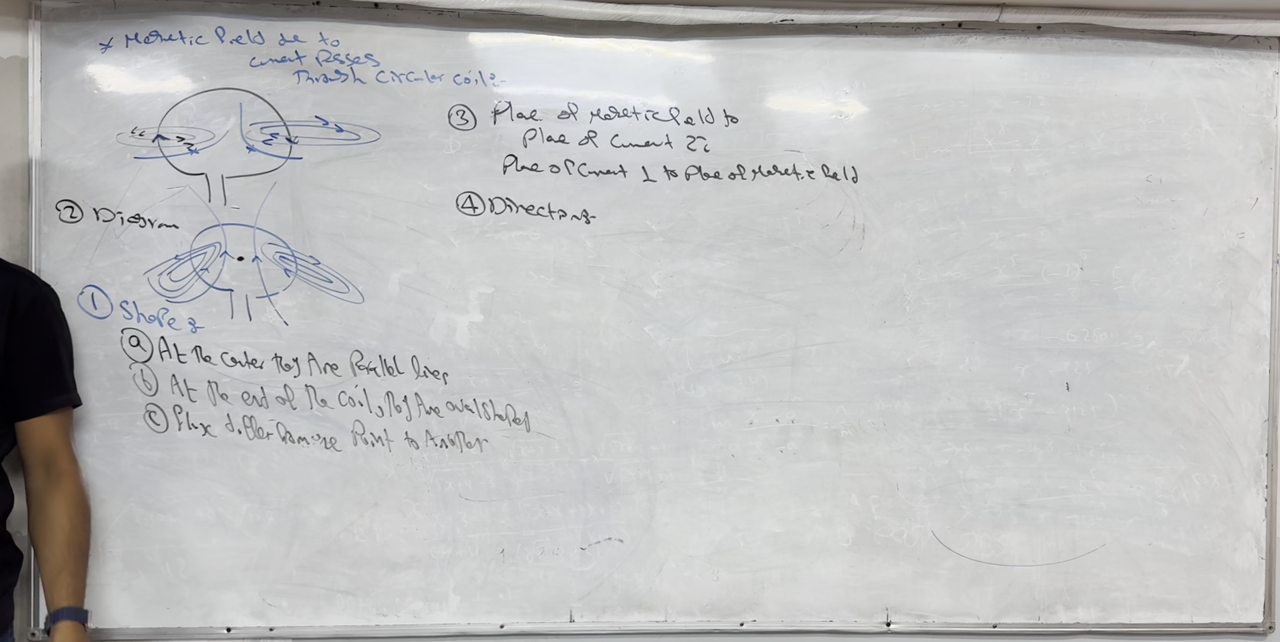 * Magnetic field due to
current Passes
Through Circular Coil:-
② Diagram
① Shape:
ⓐ At the center they Are Parallel lines
ⓑ At the end of the coil, they Are oval shaped
ⓒ Flux differ from one Point to Another
③ Plane of Magnetic field to
Plane of Current ??
Plane of Current ⊥ to Plane of Magnetic field
④ Direction:-